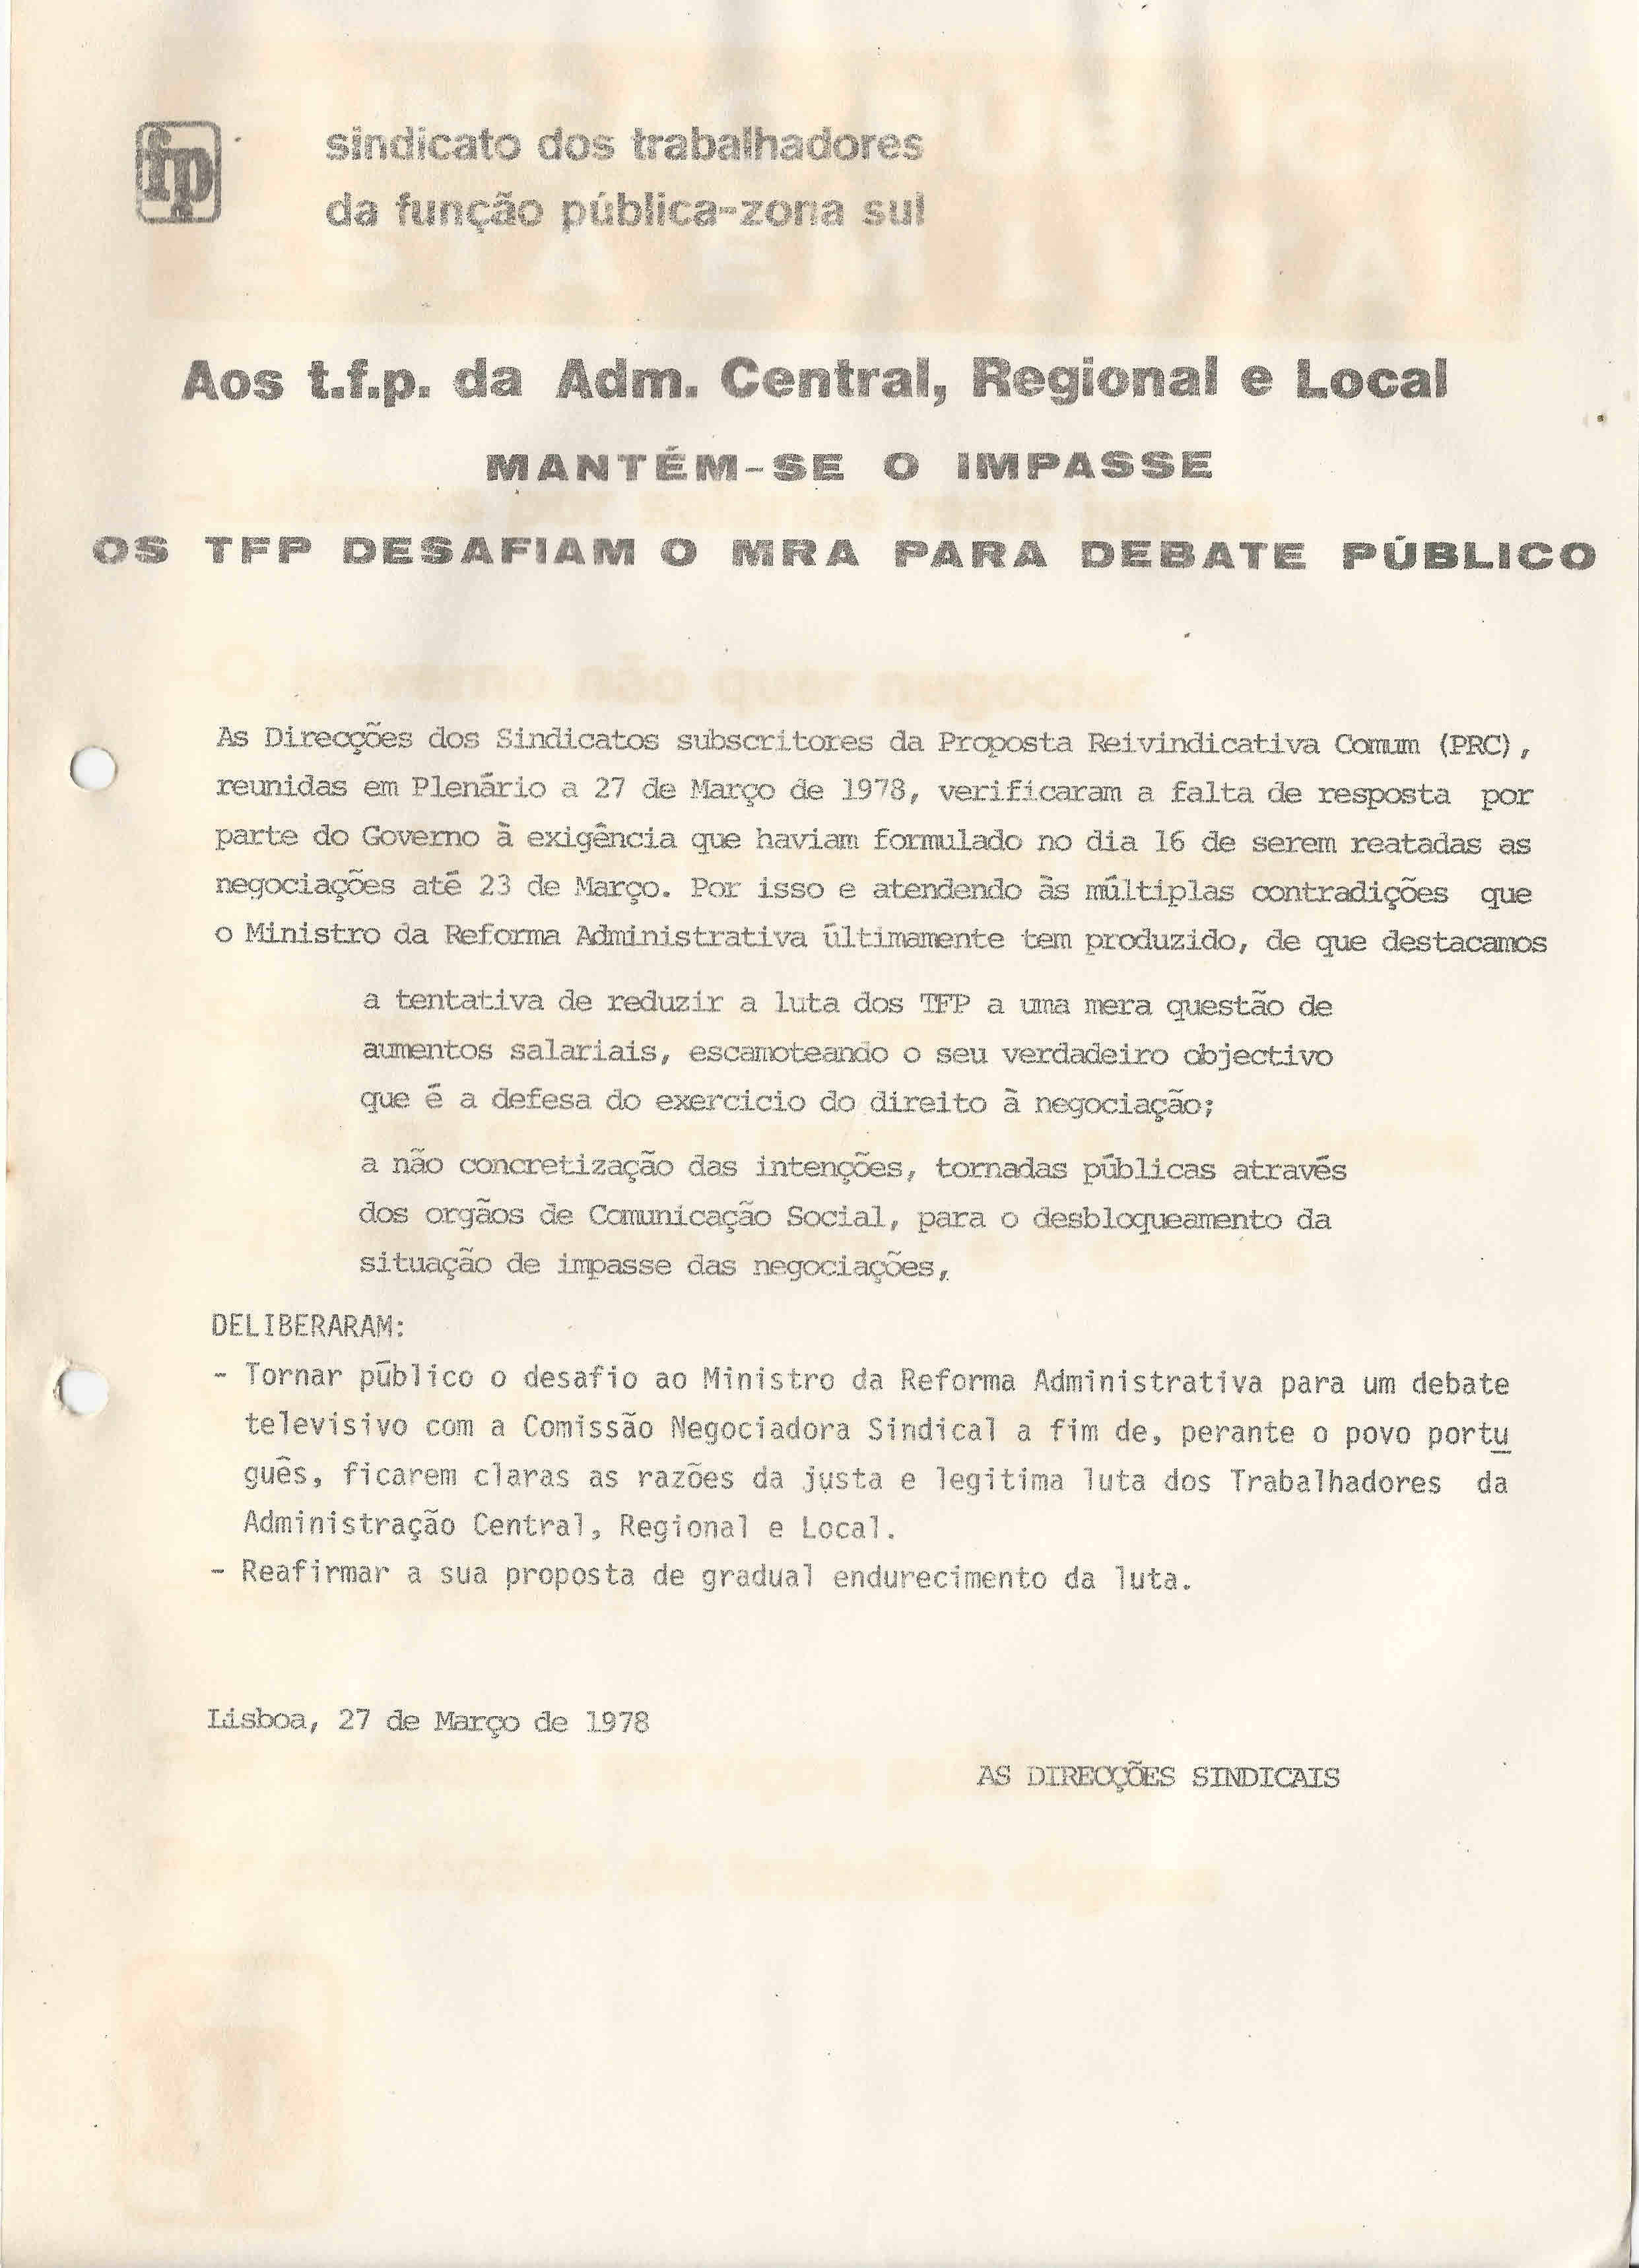 fp
sindicato dos trabalhadores
da função pública-zona sul
Aos t.f.p. da Adm. Central, Regional e Local
MANTÉM-SE O IMPASSE
OS TFP DESAFIAM O MRA PARA DEBATE PÚBLICO
O governo não quer negociar
As Direcções dos Sindicatos subscritores da Proposta Reivindicativa Comum (PRC),
reunidas em Plenário a 27 de Março de 1978, verificaram a falta de resposta por
parte do Governo à exigência que haviam formulado no dia 16 de serem reatadas as
negociações até 23 de Março. Por isso e atendendo às múltiplas contradições que
o Ministro da Reforma Administrativa últimamente tem produzido, de que destacamos
a tentativa de reduzir a luta dos TFP a uma mera questão de
aumentos salariais, escamoteando o seu verdadeiro objectivo
que é a defesa do exercicio do direito à negociação;
a não concretização das intenções, tornadas públicas através
dos orgãos de Comunicação Social, para o desbloqueamento da
situação de impasse das negociações,
DELIBERARAM:
- Tornar público o desafio ao Ministro da Reforma Administrativa para um debate
televisivo com a Comissão Negociadora Sindical a fim de, perante o povo portu
guês, ficarem claras as razões da justa e legitima luta dos Trabalhadores da
Administração Central, Regional e Local.
- Reafirmar a sua proposta de gradual endurecimento da luta.
Lisboa, 27 de Março de 1978
AS DIRECÇÕES SINDICAIS